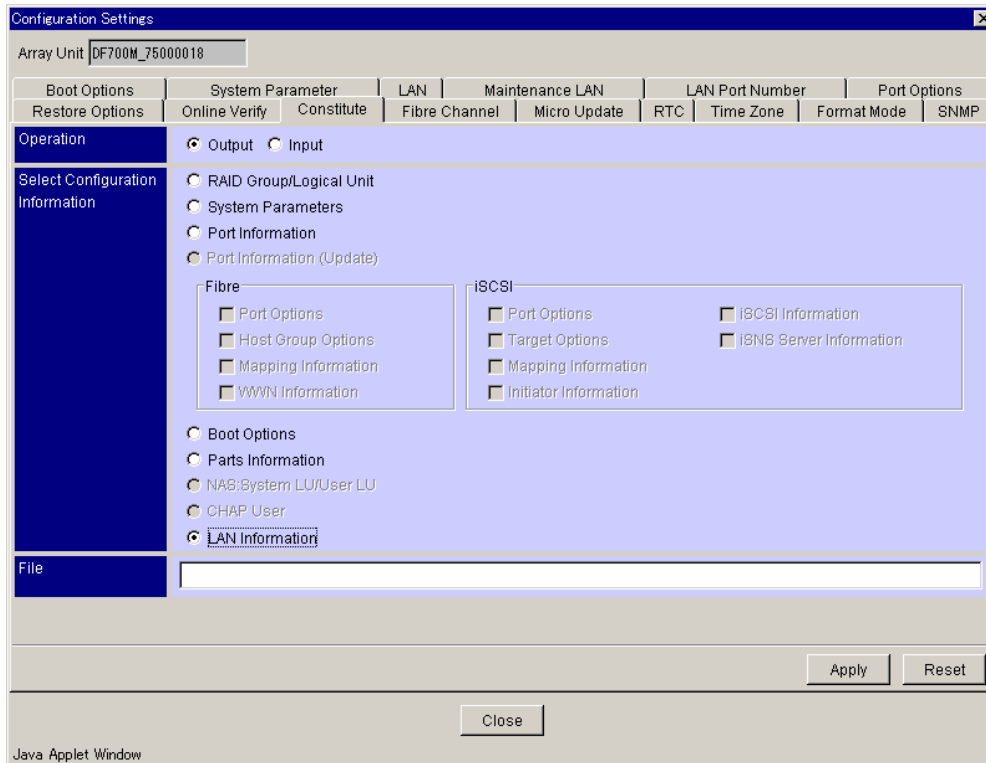 Configuration Settings
Array Unit DF700M_75000018
Boot Options System Parameter LAN Maintenance LAN LAN Port Number Port Options
Restore Options Online Verify Constitute Fibre Channel Micro Update RTC Time Zone Format Mode SNMP
Operation
Output Input
Select Configuration
Information
RAID Group/Logical Unit
System Parameters
Port Information
Port Information (Update)
Fibre
Port Options
Host Group Options
Mapping Information
WWN Information
iSCSI
Port Options
Target Options
Mapping Information
Initiator Information
iSCSI Information
iSNS Server Information
Boot Options
Parts Information
NAS:System LU/User LU
CHAP User
LAN Information
File
Apply Reset
Close
Java Applet Window